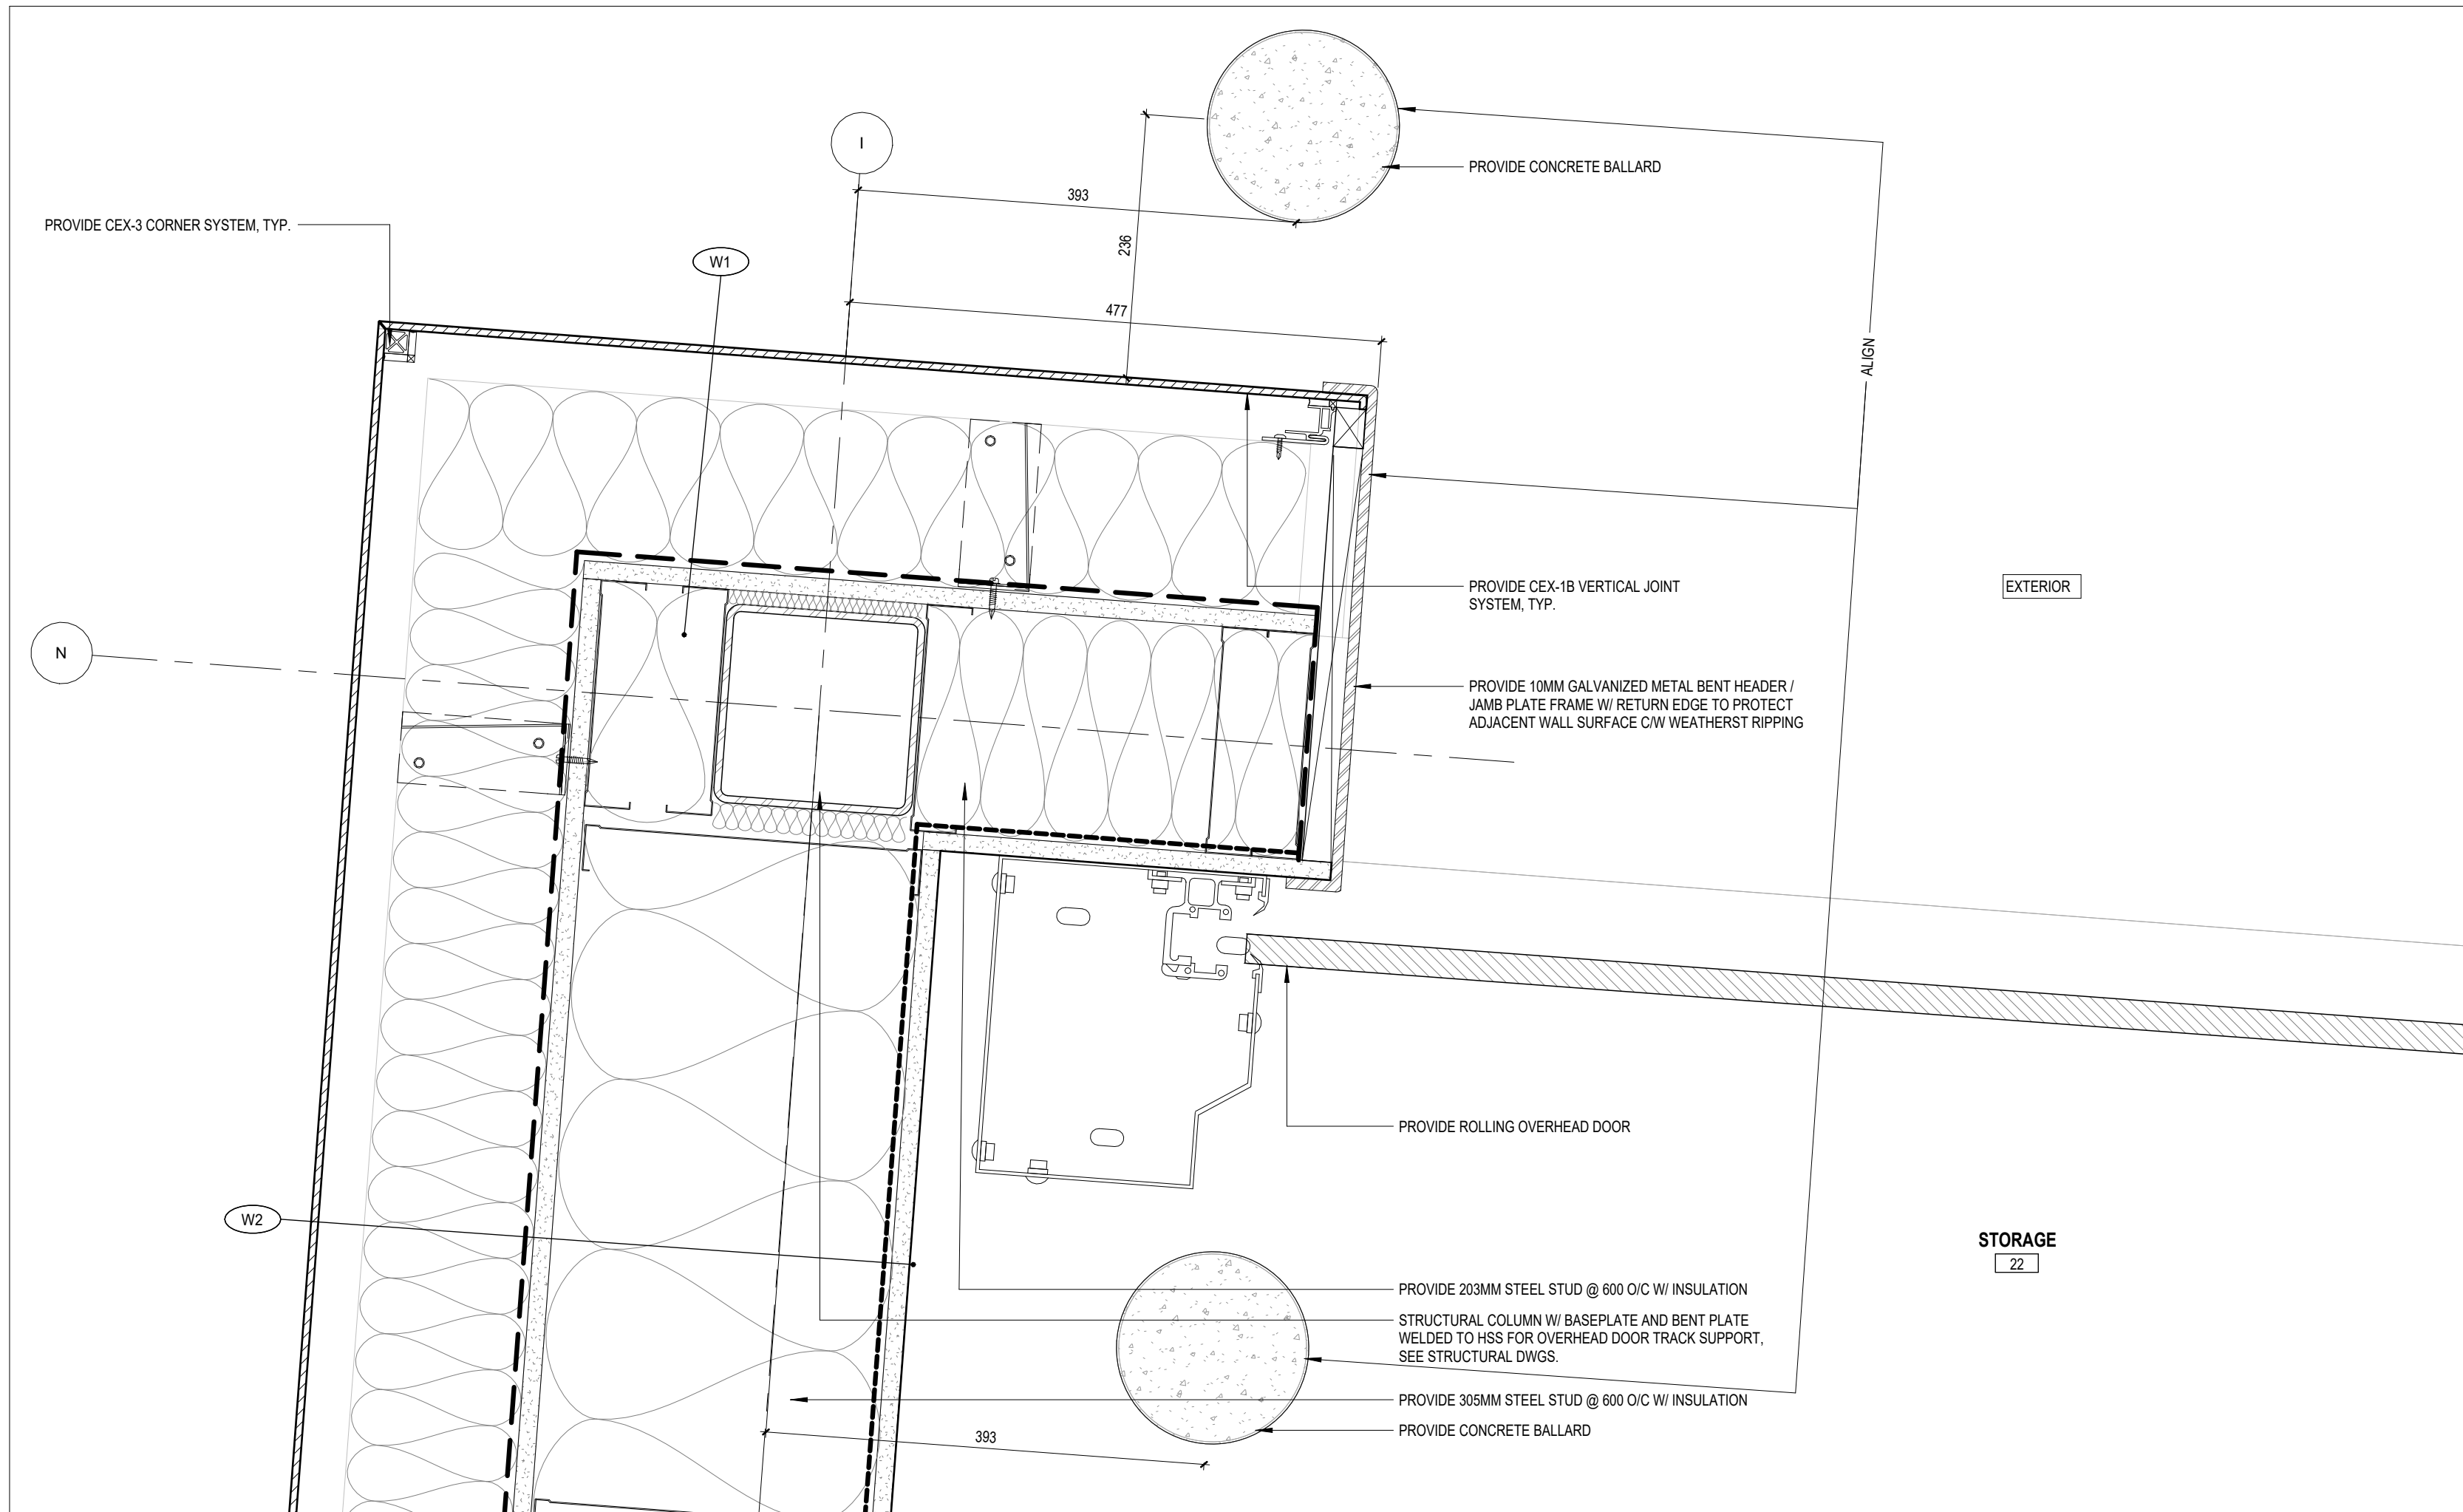 I
PROVIDE CONCRETE BALLARD
393
PROVIDE CEX-3 CORNER SYSTEM, TYP.
236
W1
477
ALIGN
PROVIDE CEX-1B VERTICAL JOINT
SYSTEM, TYP.
EXTERIOR
N
PROVIDE 10MM GALVANIZED METAL BENT HEADER /
JAMB PLATE FRAME W/ RETURN EDGE TO PROTECT
ADJACENT WALL SURFACE C/W WEATHERST RIPPING
PROVIDE ROLLING OVERHEAD DOOR
W2
STORAGE
22
PROVIDE 203MM STEEL STUD @ 600 O/C W/ INSULATION
STRUCTURAL COLUMN W/ BASEPLATE AND BENT PLATE
WELDED TO HSS FOR OVERHEAD DOOR TRACK SUPPORT,
SEE STRUCTURAL DWGS.
PROVIDE 305MM STEEL STUD @ 600 O/C W/ INSULATION
PROVIDE CONCRETE BALLARD
393